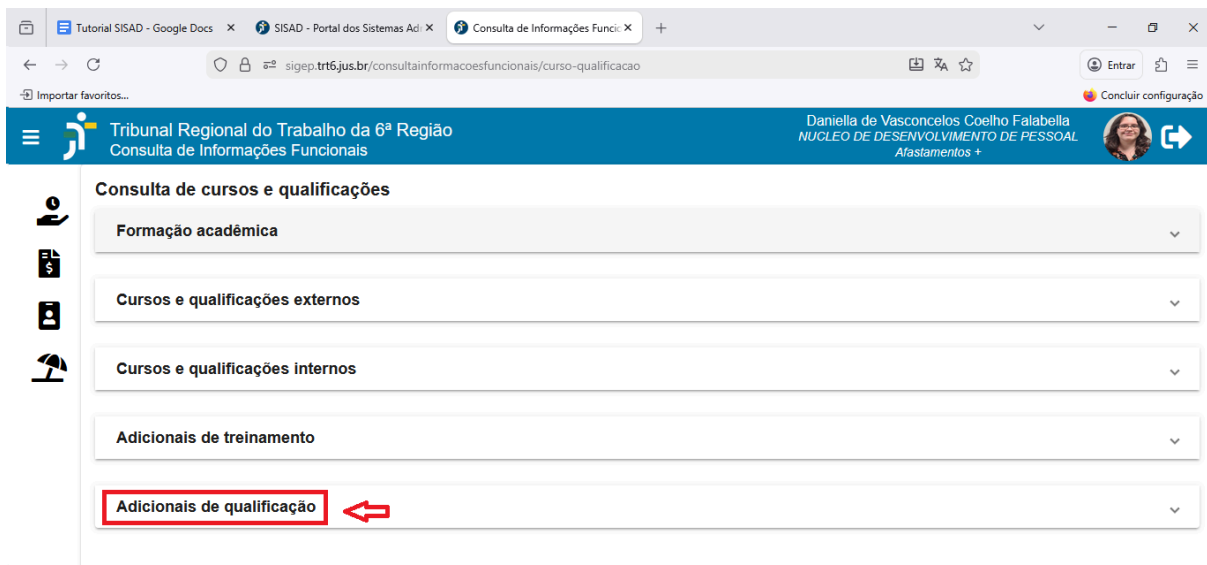 Tutorial SISAD - Google Docs
SISAD - Portal dos Sistemas Ad
Consulta de Informações Funcic
sigep.trt6.jus.br/consultainformacoesfuncionais/curso-qualificacao
Entrar
Importar favoritos...
Concluir configuração
Tribunal Regional do Trabalho da 6ª Região
Consulta de Informações Funcionais
Daniella de Vasconcelos Coelho Falabella
NUCLEO DE DESENVOLVIMENTO DE PESSOAL
Afastamentos +
Consulta de cursos e qualificações
Formação acadêmica
Cursos e qualificações externos
Cursos e qualificações internos
Adicionais de treinamento
Adicionais de qualificação